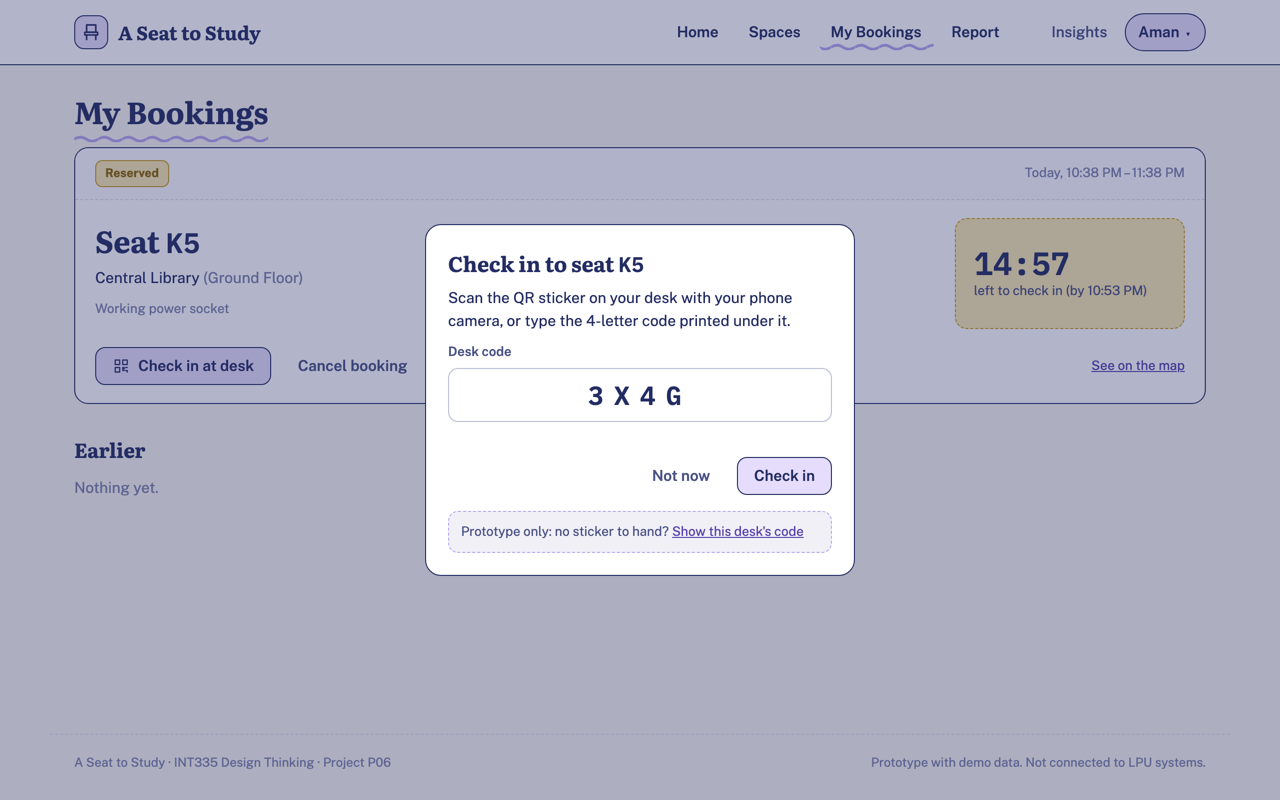 A Seat to Study
Home Spaces My Bookings Report Insights Aman
My Bookings
Reserved
Today, 10:38 PM–11:38 PM
Seat K5
Central Library (Ground Floor)
Working power socket
14:57
left to check in (by 10:53 PM)
Check in at desk
Cancel booking
See on the map
Check in to seat K5
Scan the QR sticker on your desk with your phone
camera, or type the 4-letter code printed under it.
Desk code
3X4G
Not now
Check in
Prototype only: no sticker to hand? Show this desk's code
Earlier
Nothing yet.
A Seat to Study · INT335 Design Thinking · Project P06
Prototype with demo data. Not connected to LPU systems.